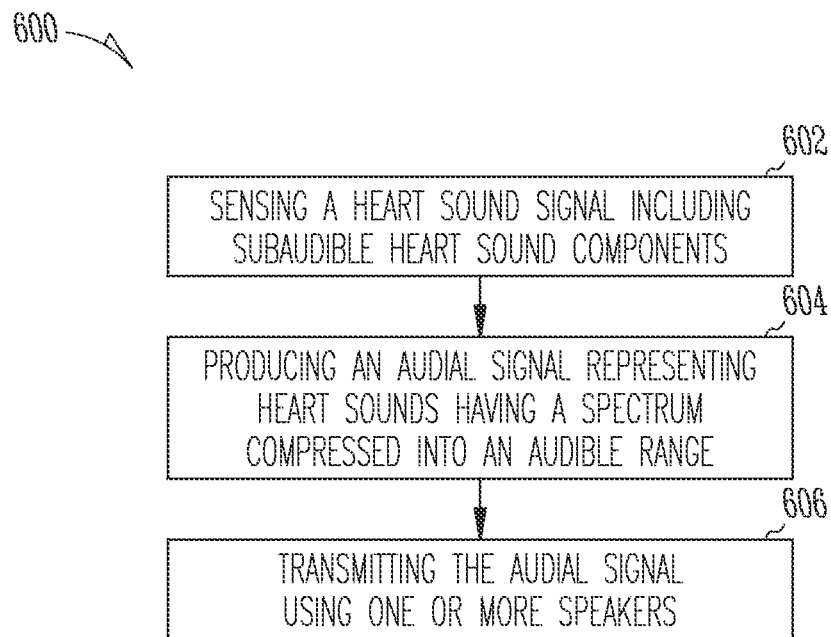 600
602
SENSING A HEART SOUND SIGNAL INCLUDING
SUBAUDIBLE HEART SOUND COMPONENTS
604
PRODUCING AN AUDIAL SIGNAL REPRESENTING
HEART SOUNDS HAVING A SPECTRUM
COMPRESSED INTO AN AUDIBLE RANGE
606
TRANSMITTING THE AUDIAL SIGNAL
USING ONE OR MORE SPEAKERS